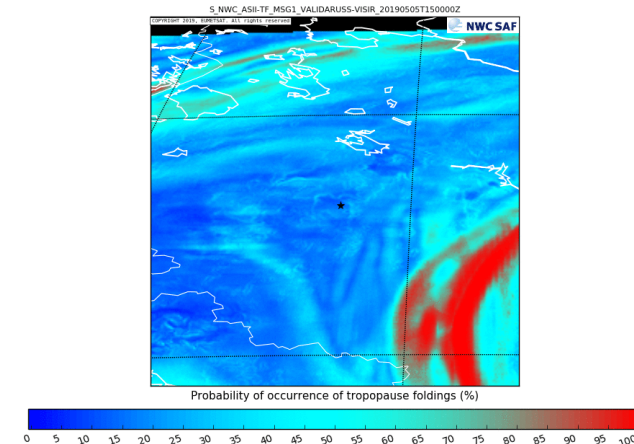 S_NWC_ASII-TF_MSG1_VALIDARUSS-VISIR_20190505T150000Z
COPYRIGHT 2019, EUMETSAT. All rights reserved
NWC SAF
Probability of occurrence of tropopause foldings (%)
0 5 10 15 20 25 30 35 40 45 50 55 60 65 70 75 80 85 90 95 100